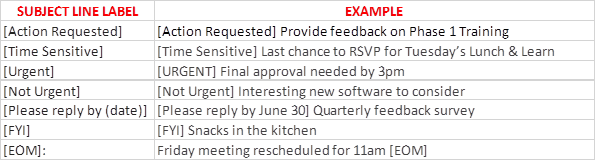 SUBJECT LINE LABEL EXAMPLE
[Action Requested] [Action Requested] Provide feedback on Phase 1 Training
[Time Sensitive] [Time Sensitive] Last chance to RSVP for Tuesday’s Lunch & Learn
[Urgent] [URGENT] Final approval needed by 3pm
[Not Urgent] [Not Urgent] Interesting new software to consider
[Please reply by (date)] [Please reply by June 30] Quarterly feedback survey
[FYI] [FYI] Snacks in the kitchen
[EOM]: Friday meeting rescheduled for 11am [EOM]